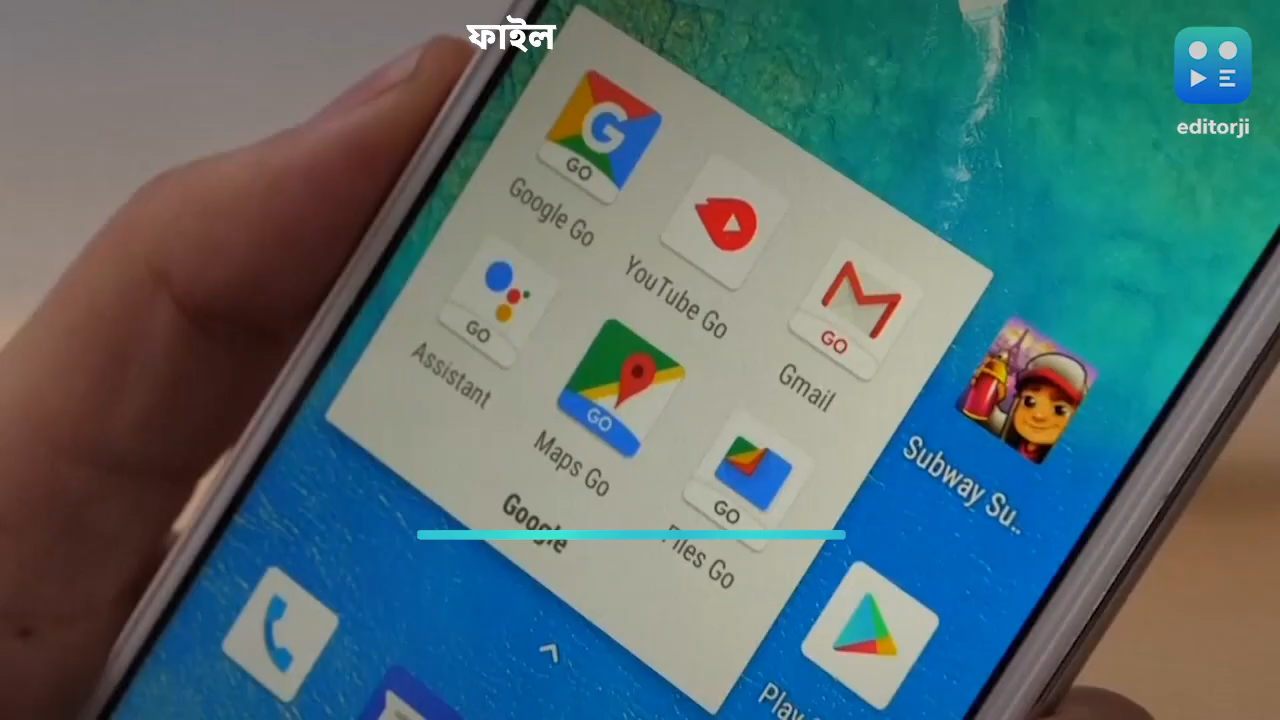 ফাইল
editorji
GO
Google Go
YouTube Go
GO
Gmail
GO
Assistant
GO
Maps Go
GO
Files Go
Google
Subway Su..
Play